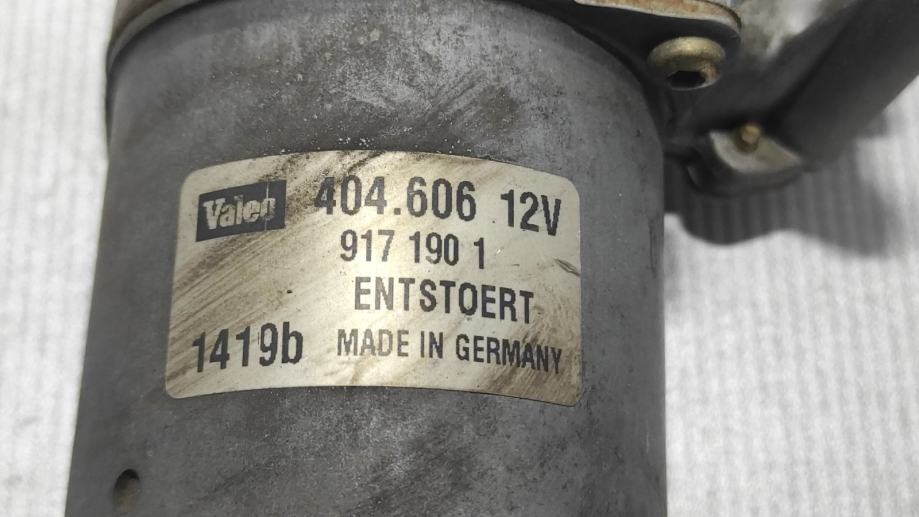 Valeo 404.606 12V
917 190 1
ENTSTOERT
1419b MADE IN GERMANY